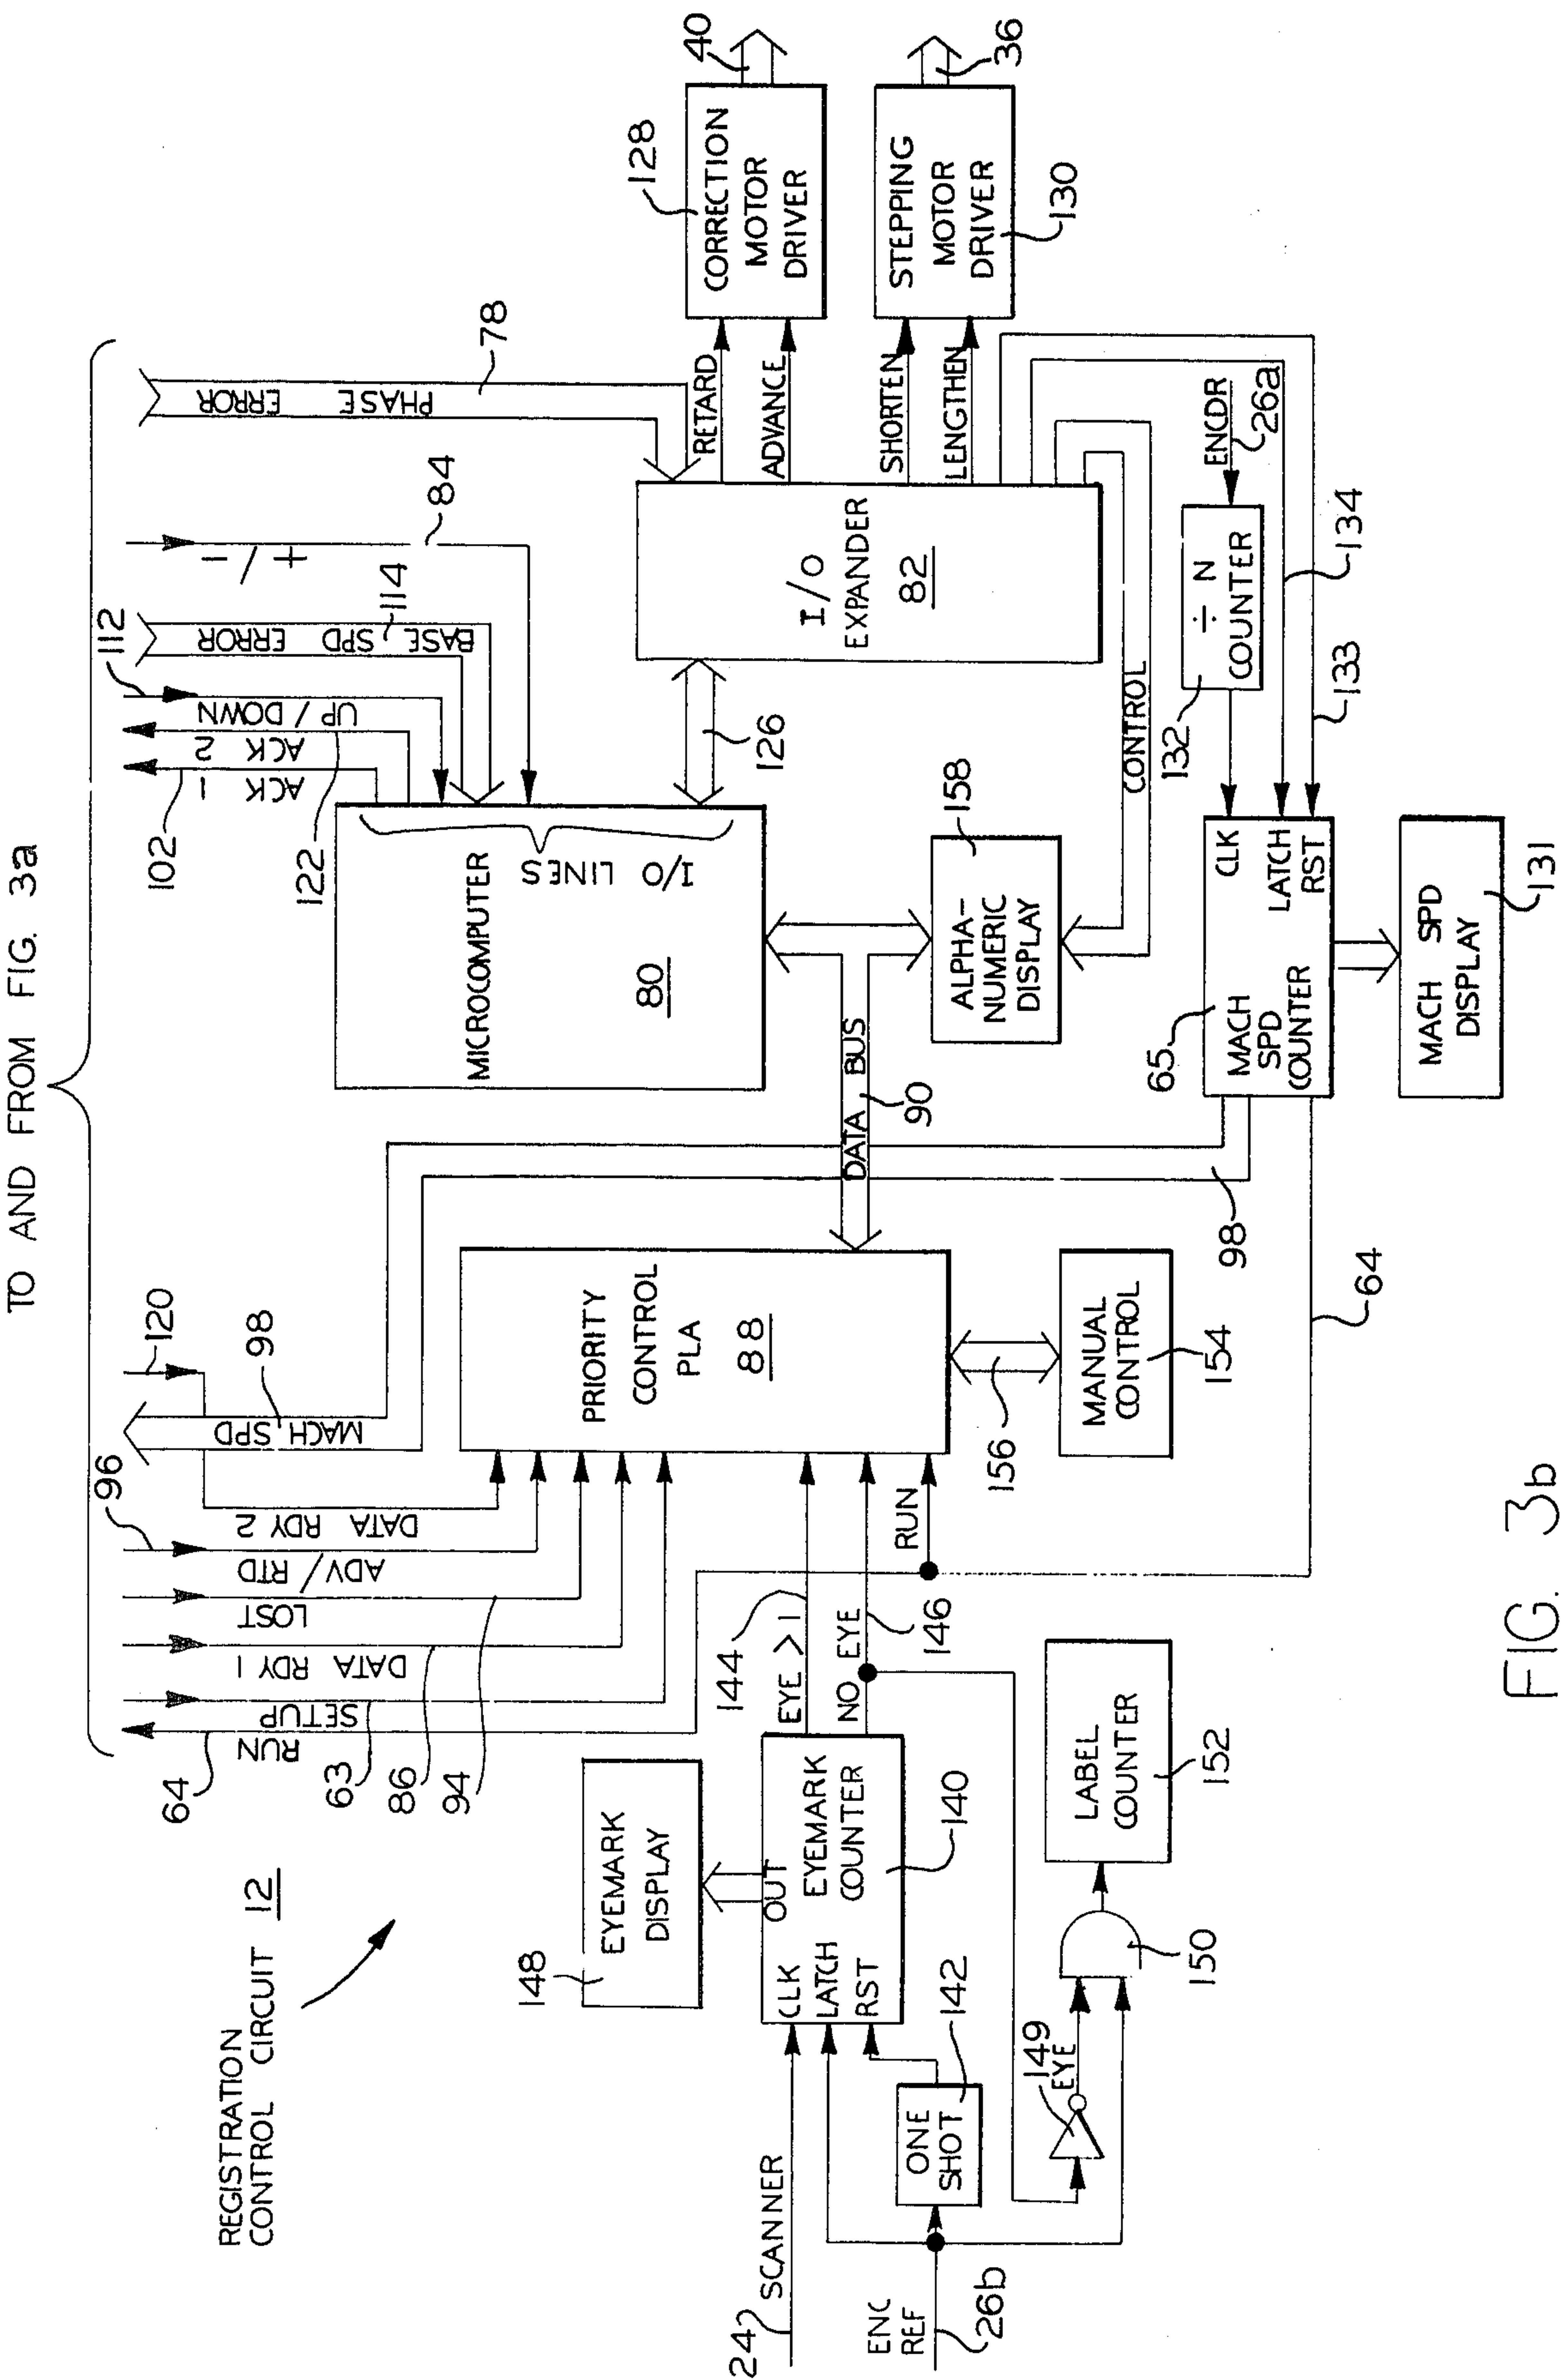 TO AND FROM FIG. 3a
REGISTRATION
CONTROL CIRCUIT 12
64
63
86
94
96
120
98
102
122
112
114
84
78
RUN
SETUP
DATA RDY 1
LOST
ADV/RTD
DATA RDY 2
MACH SPD
ACK 1
ACK 2
UP/DOWN
BASE SPD ERROR
+/-
PHASE ERROR
148
EYEMARK
DISPLAY
24
SCANNER
CLK
LATCH
RST
OUT
EYEMARK
COUNTER
140
EYE > 1
144
NO EYE
146
RUN
ENC
REF
26b
ONE
SHOT
142
149
EYE
150
LABEL
COUNTER
152
PRIORITY
CONTROL
PLA
88
156
MANUAL
CONTROL
154
DATA BUS
90
98
64
MICROCOMPUTER
80
I/O LINES
126
ALPHA-
NUMERIC
DISPLAY
158
CONTROL
I/O
EXPANDER
82
RETARD
ADVANCE
SHORTEN
LENGTHEN
128
CORRECTION
MOTOR
DRIVER
40
STEPPING
MOTOR
DRIVER
130
36
ENCDR
26a
÷ N
COUNTER
132
134
133
65
MACH
SPD
COUNTER
CLK
LATCH
RST
MACH SPD
DISPLAY
131
FIG. 3b